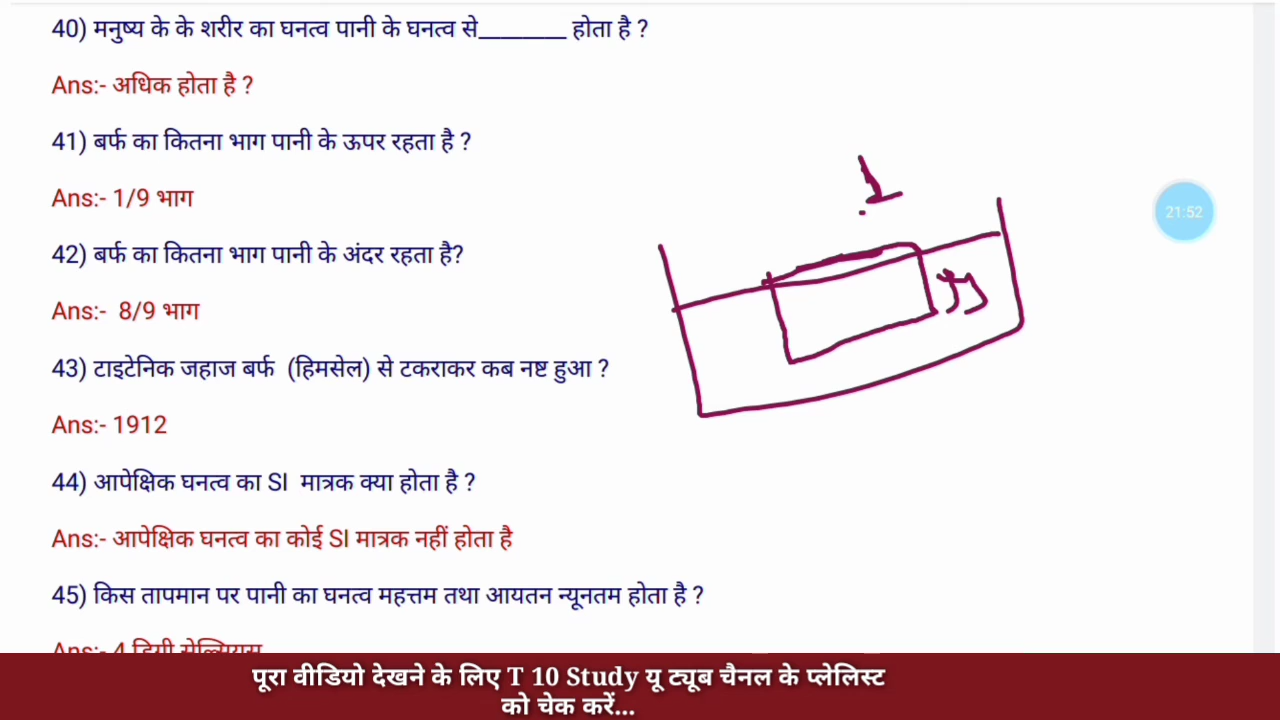 40) मनुष्य के के शरीर का घनत्व पानी के घनत्व से________ होता है ?
Ans:- अधिक होता है ?
41) बर्फ का कितना भाग पानी के ऊपर रहता है ?
Ans:- 1/9 भाग
42) बर्फ का कितना भाग पानी के अंदर रहता है?
Ans:- 8/9 भाग
43) टाइटेनिक जहाज बर्फ (हिमसेल) से टकराकर कब नष्ट हुआ ?
Ans:- 1912
44) आपेक्षिक घनत्व का SI मात्रक क्या होता है ?
Ans:- आपेक्षिक घनत्व का कोई SI मात्रक नहीं होता है
45) किस तापमान पर पानी का घनत्व महत्तम तथा आयतन न्यूनतम होता है ?
Ans:- 4 डिग्री सेल्सियस
21:52
पूरा वीडियो देखने के लिए T 10 Study यू ट्यूब चैनल के प्लेलिस्ट
को चेक करें...